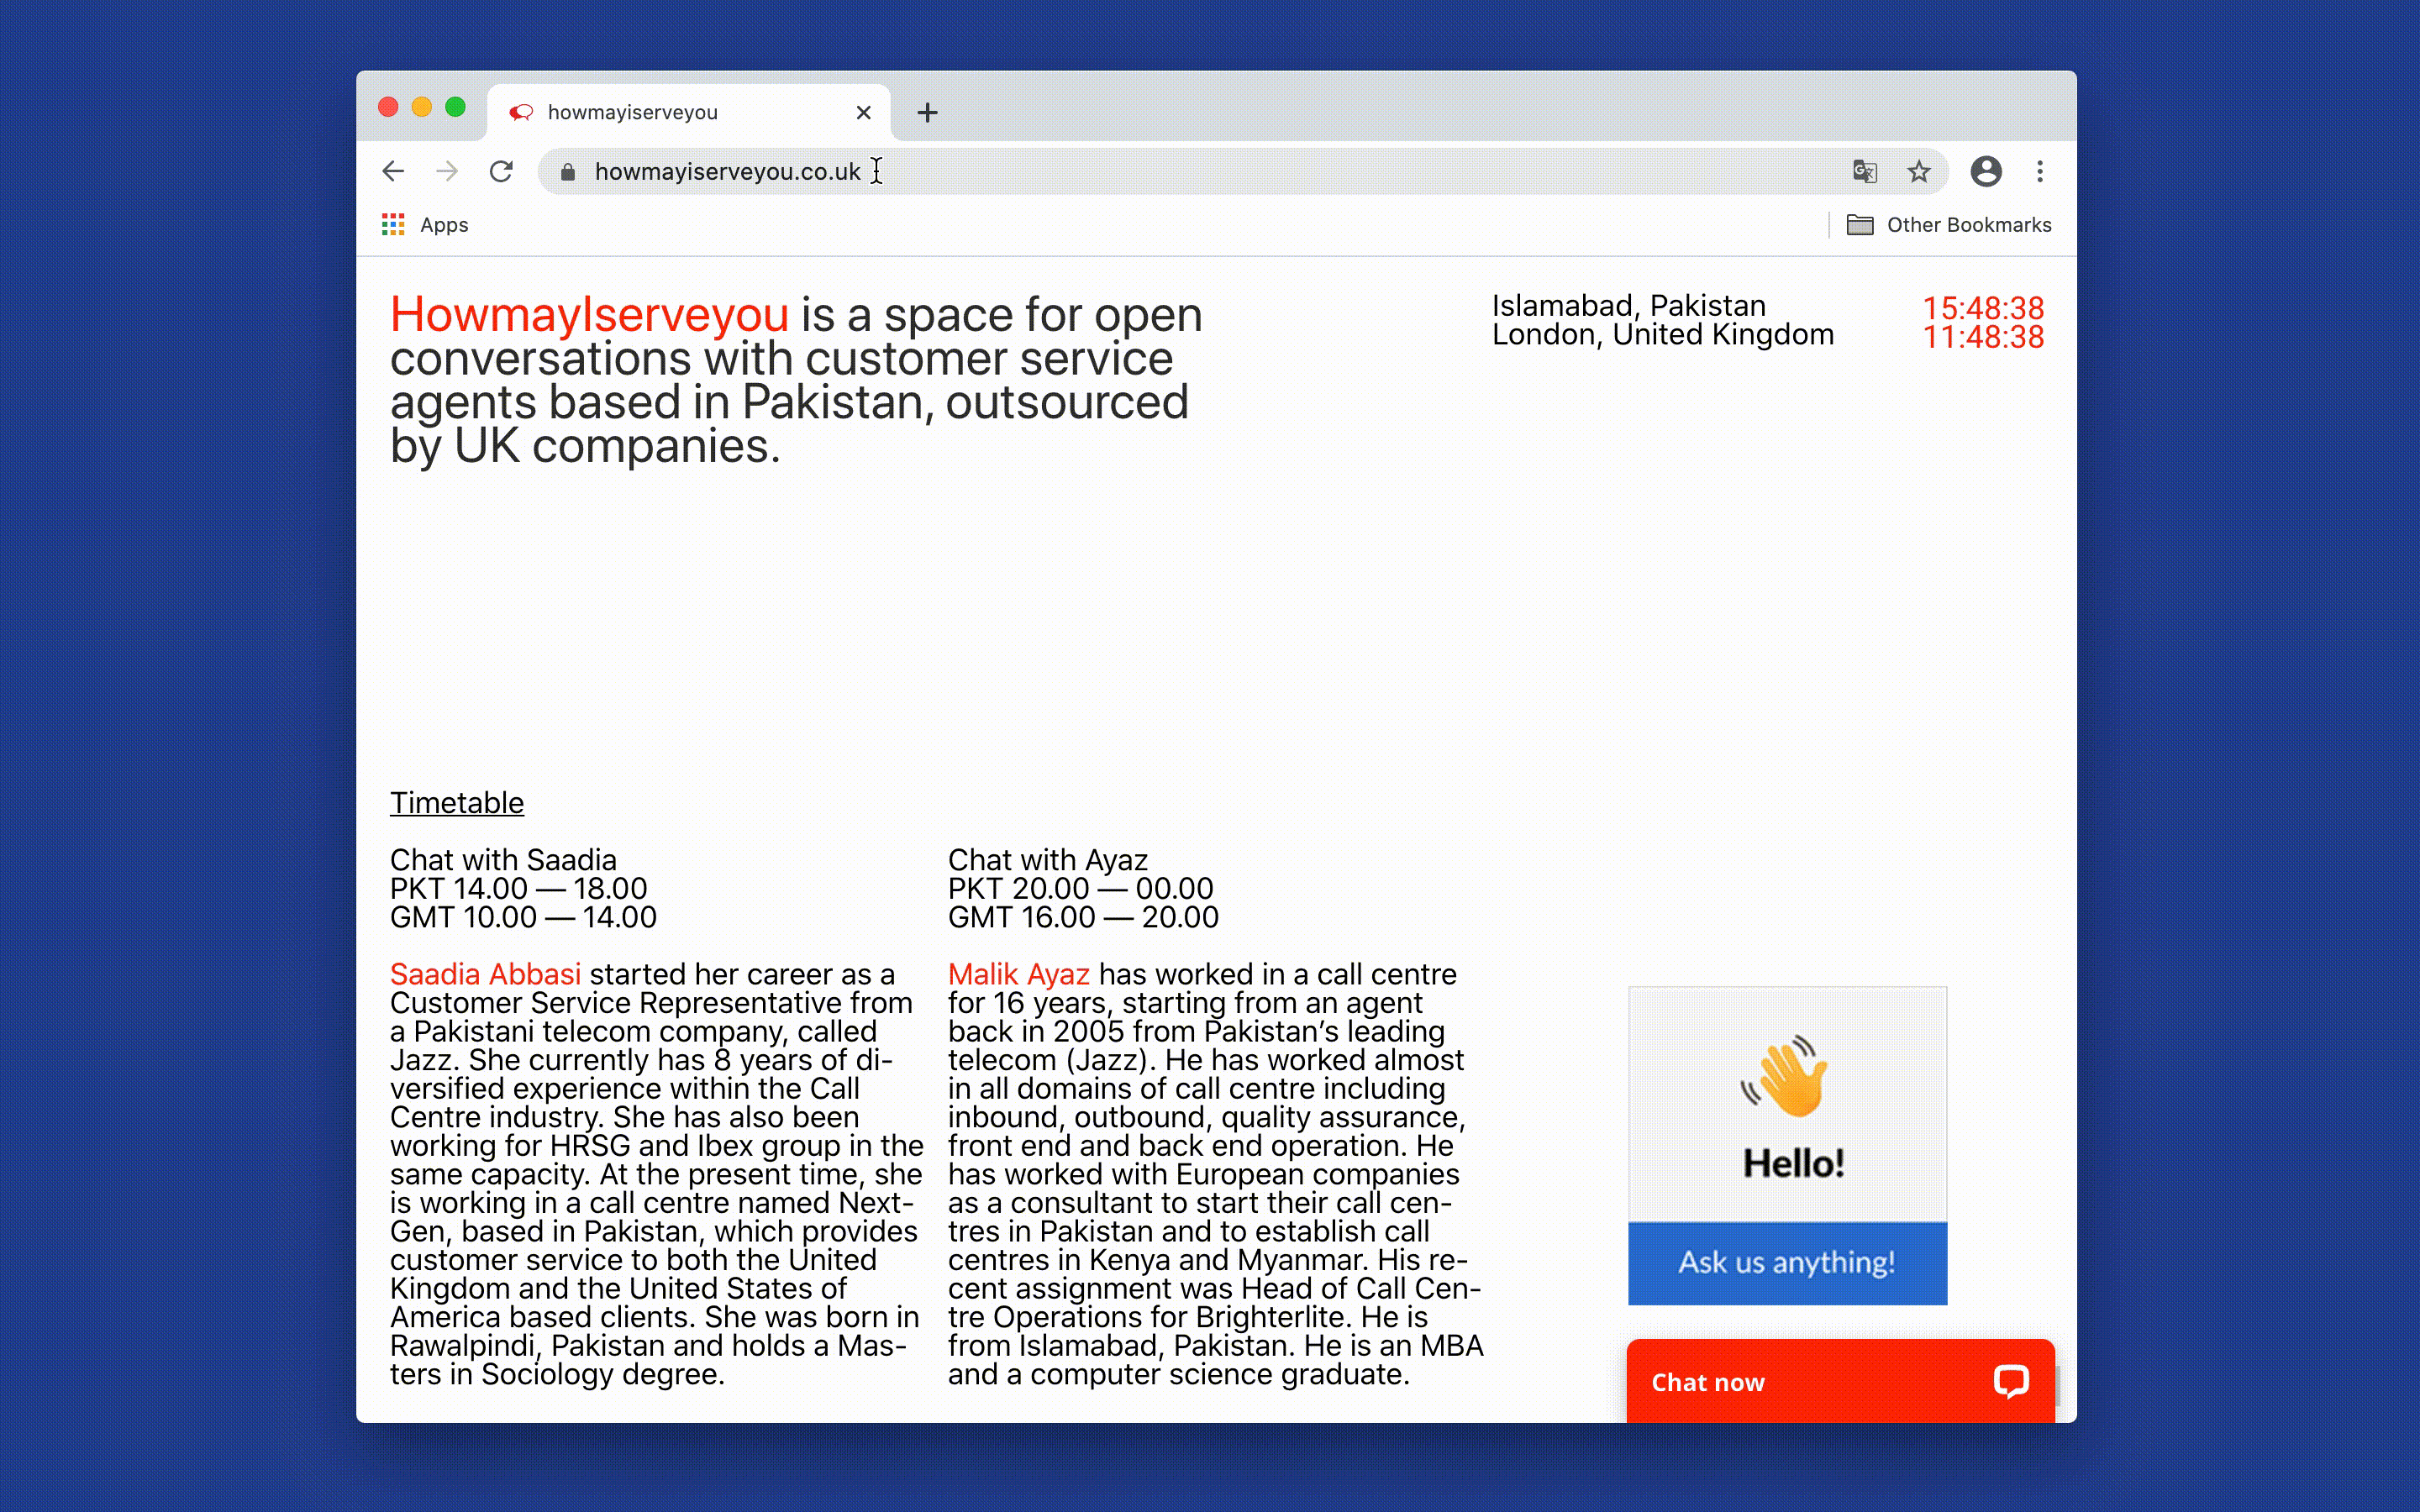 howmayiserveyou
howmayiserveyou.co.uk
Apps
Other Bookmarks
HowmayIserveyou is a space for open
conversations with customer service
agents based in Pakistan, outsourced
by UK companies.
Islamabad, Pakistan 15:48:38
London, United Kingdom 11:48:38
Timetable
Chat with Saadia
PKT 14.00 — 18.00
GMT 10.00 — 14.00
Saadia Abbasi started her career as a
Customer Service Representative from
a Pakistani telecom company, called
Jazz. She currently has 8 years of di-
versified experience within the Call
Centre industry. She has also been
working for HRSG and Ibex group in the
same capacity. At the present time, she
is working in a call centre named Next-
Gen, based in Pakistan, which provides
customer service to both the United
Kingdom and the United States of
America based clients. She was born in
Rawalpindi, Pakistan and holds a Mas-
ters in Sociology degree.
Chat with Ayaz
PKT 20.00 — 00.00
GMT 16.00 — 20.00
Malik Ayaz has worked in a call centre
for 16 years, starting from an agent
back in 2005 from Pakistan’s leading
telecom (Jazz). He has worked almost
in all domains of call centre including
inbound, outbound, quality assurance,
front end and back end operation. He
has worked with European companies
as a consultant to start their call cen-
tres in Pakistan and to establish call
centres in Kenya and Myanmar. His re-
cent assignment was Head of Call Cen-
tre Operations for Brighterlite. He is
from Islamabad, Pakistan. He is an MBA
and a computer science graduate.
Hello!
Ask us anything!
Chat now